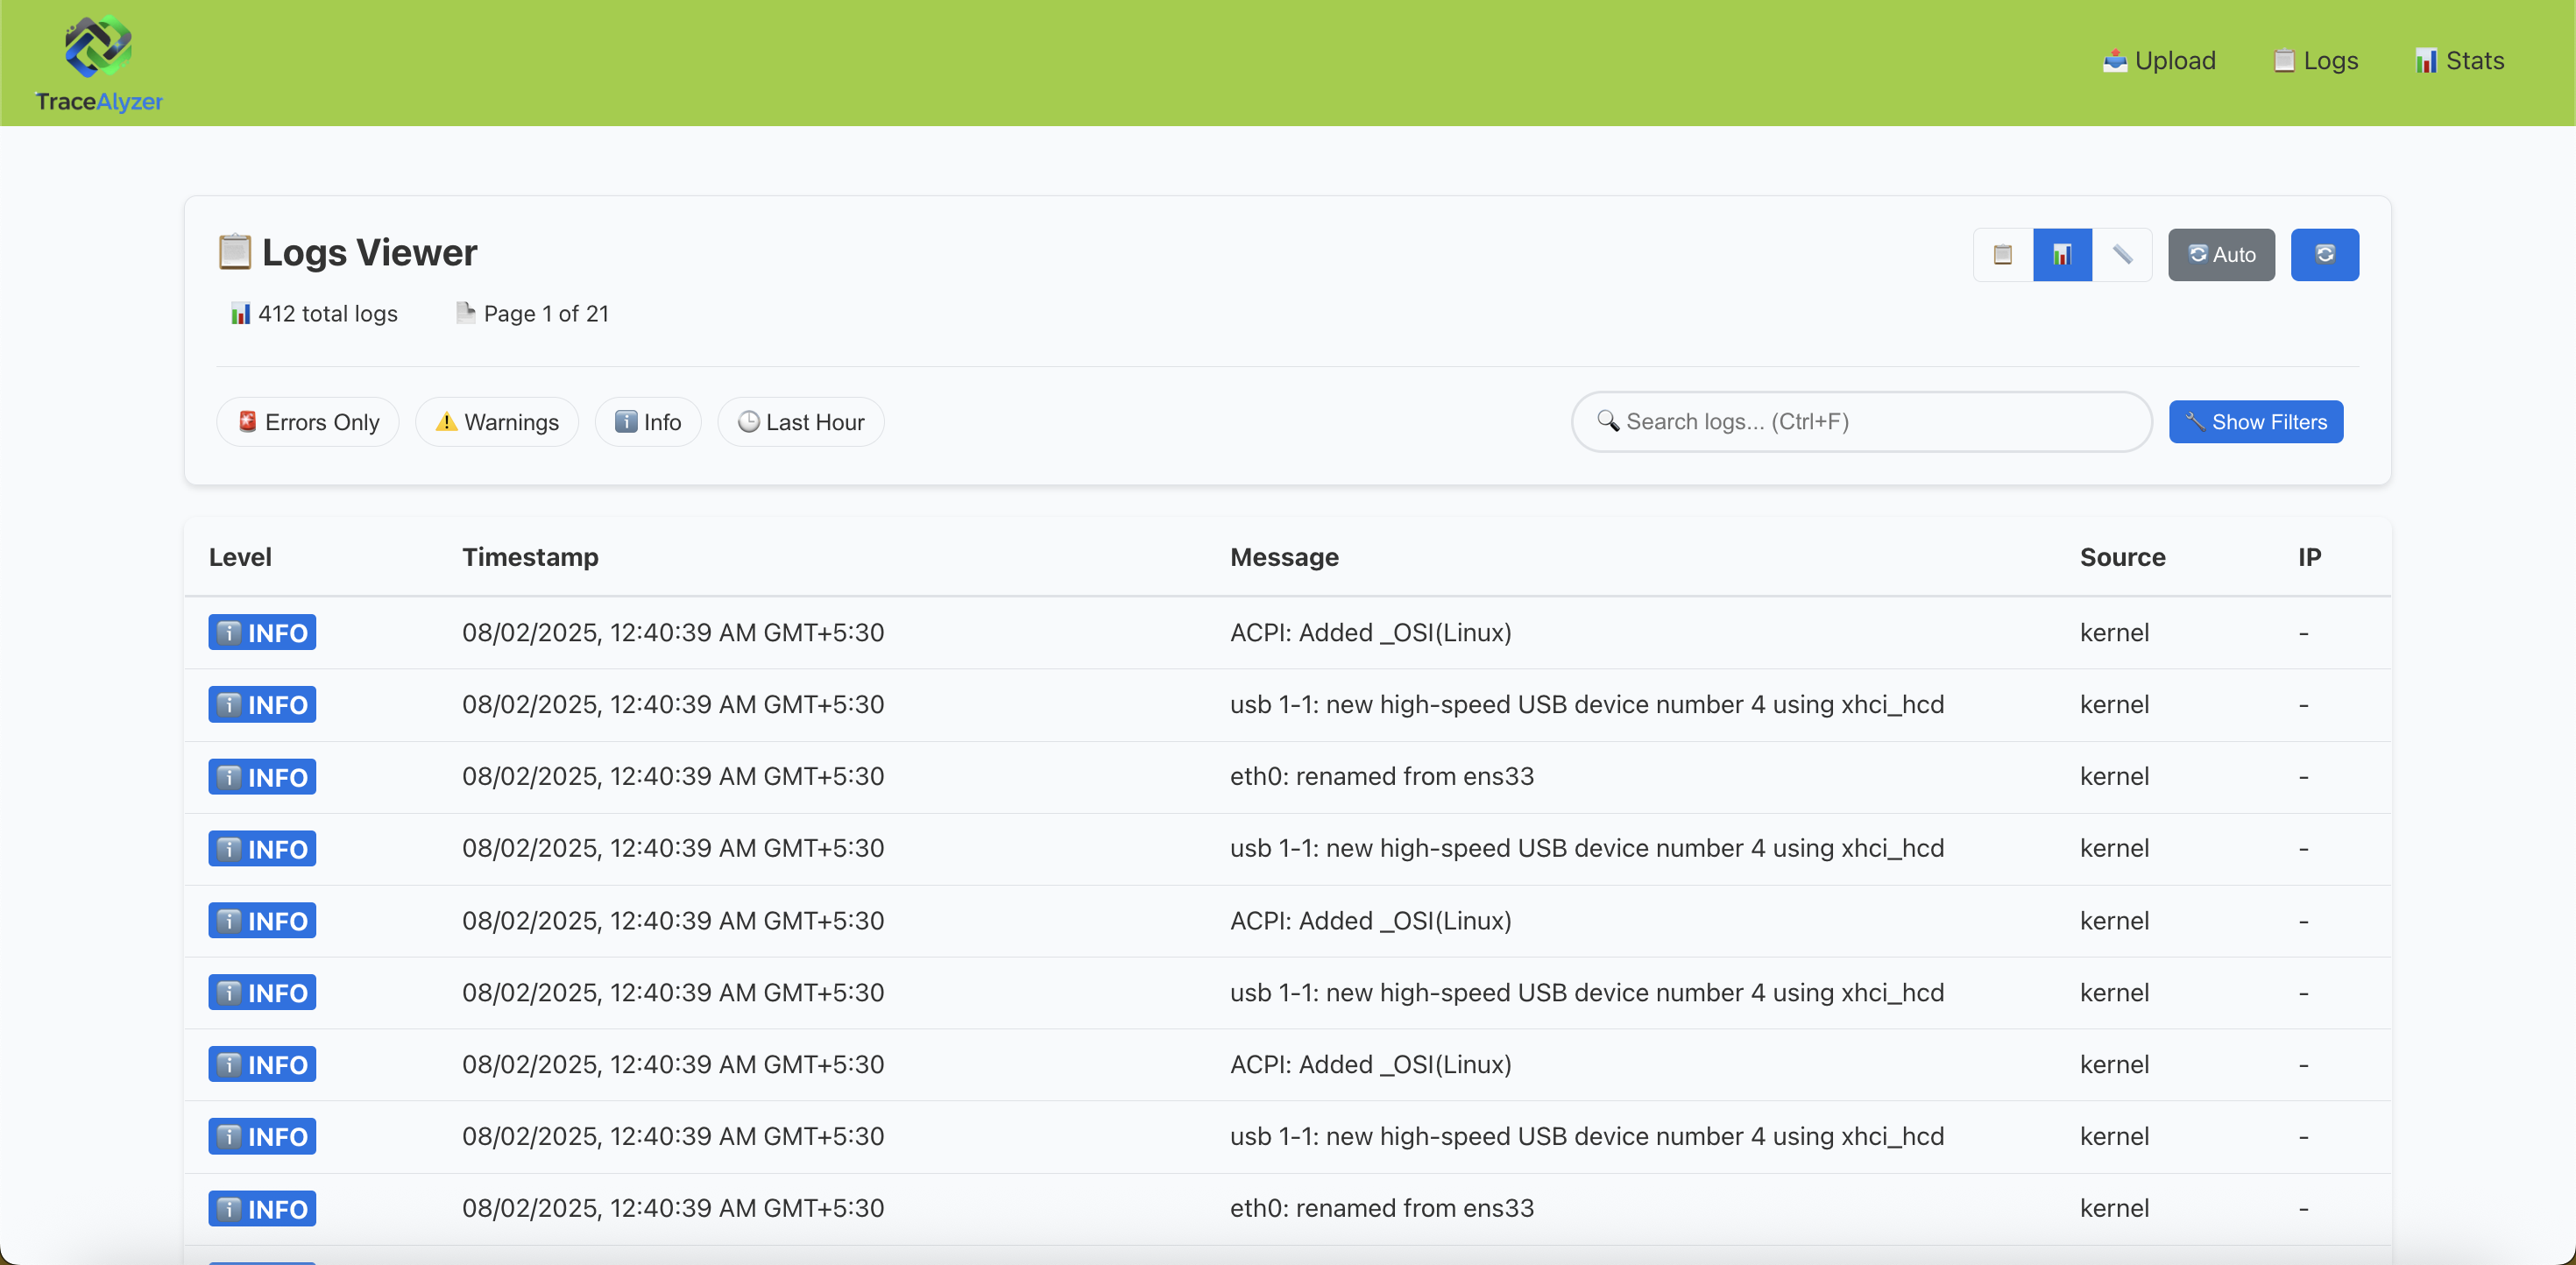 TraceAlyzer
Upload Logs Stats
Logs Viewer
Auto
412 total logs Page 1 of 21
Errors Only Warnings Info Last Hour Search logs... (Ctrl+F) Show Filters
Level Timestamp Message Source IP
INFO 08/02/2025, 12:40:39 AM GMT+5:30 ACPI: Added _OSI(Linux) kernel -
INFO 08/02/2025, 12:40:39 AM GMT+5:30 usb 1-1: new high-speed USB device number 4 using xhci_hcd kernel -
INFO 08/02/2025, 12:40:39 AM GMT+5:30 eth0: renamed from ens33 kernel -
INFO 08/02/2025, 12:40:39 AM GMT+5:30 usb 1-1: new high-speed USB device number 4 using xhci_hcd kernel -
INFO 08/02/2025, 12:40:39 AM GMT+5:30 ACPI: Added _OSI(Linux) kernel -
INFO 08/02/2025, 12:40:39 AM GMT+5:30 usb 1-1: new high-speed USB device number 4 using xhci_hcd kernel -
INFO 08/02/2025, 12:40:39 AM GMT+5:30 ACPI: Added _OSI(Linux) kernel -
INFO 08/02/2025, 12:40:39 AM GMT+5:30 usb 1-1: new high-speed USB device number 4 using xhci_hcd kernel -
INFO 08/02/2025, 12:40:39 AM GMT+5:30 eth0: renamed from ens33 kernel -